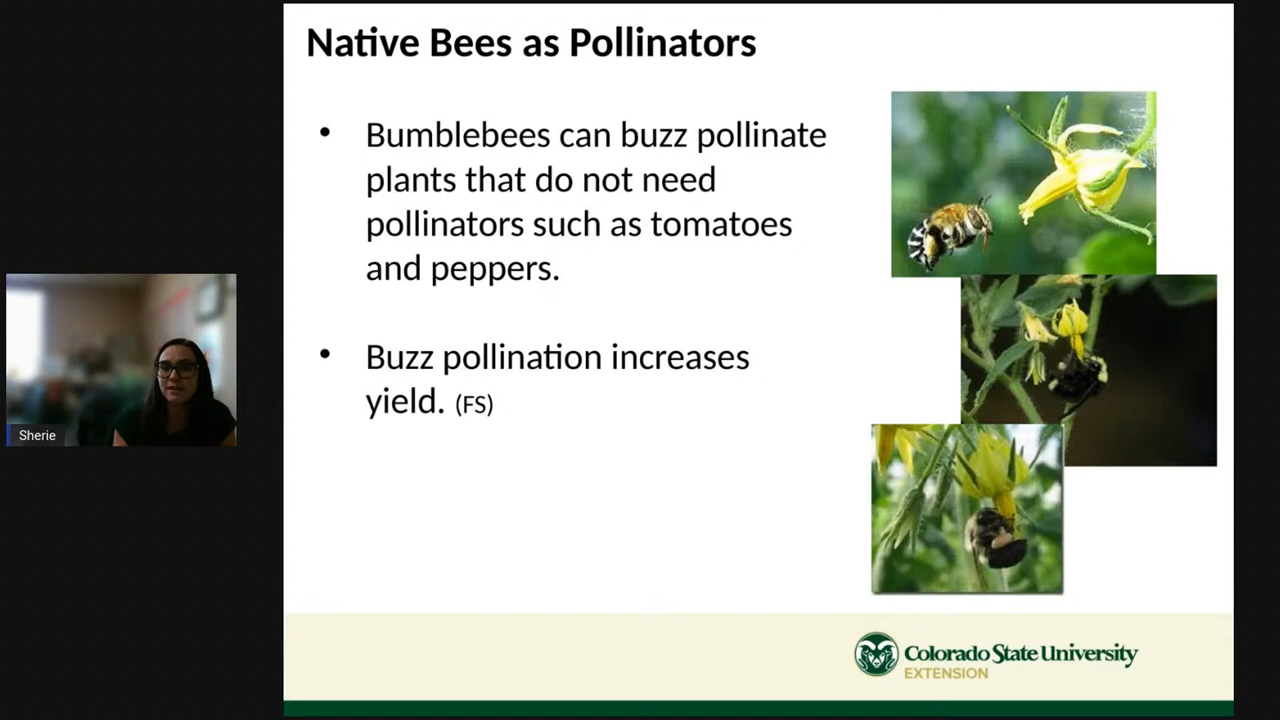 Native Bees as Pollinators
• Bumblebees can buzz pollinate
plants that do not need
pollinators such as tomatoes
and peppers.
• Buzz pollination increases
yield. (FS)
Sherie
Colorado State University
EXTENSION